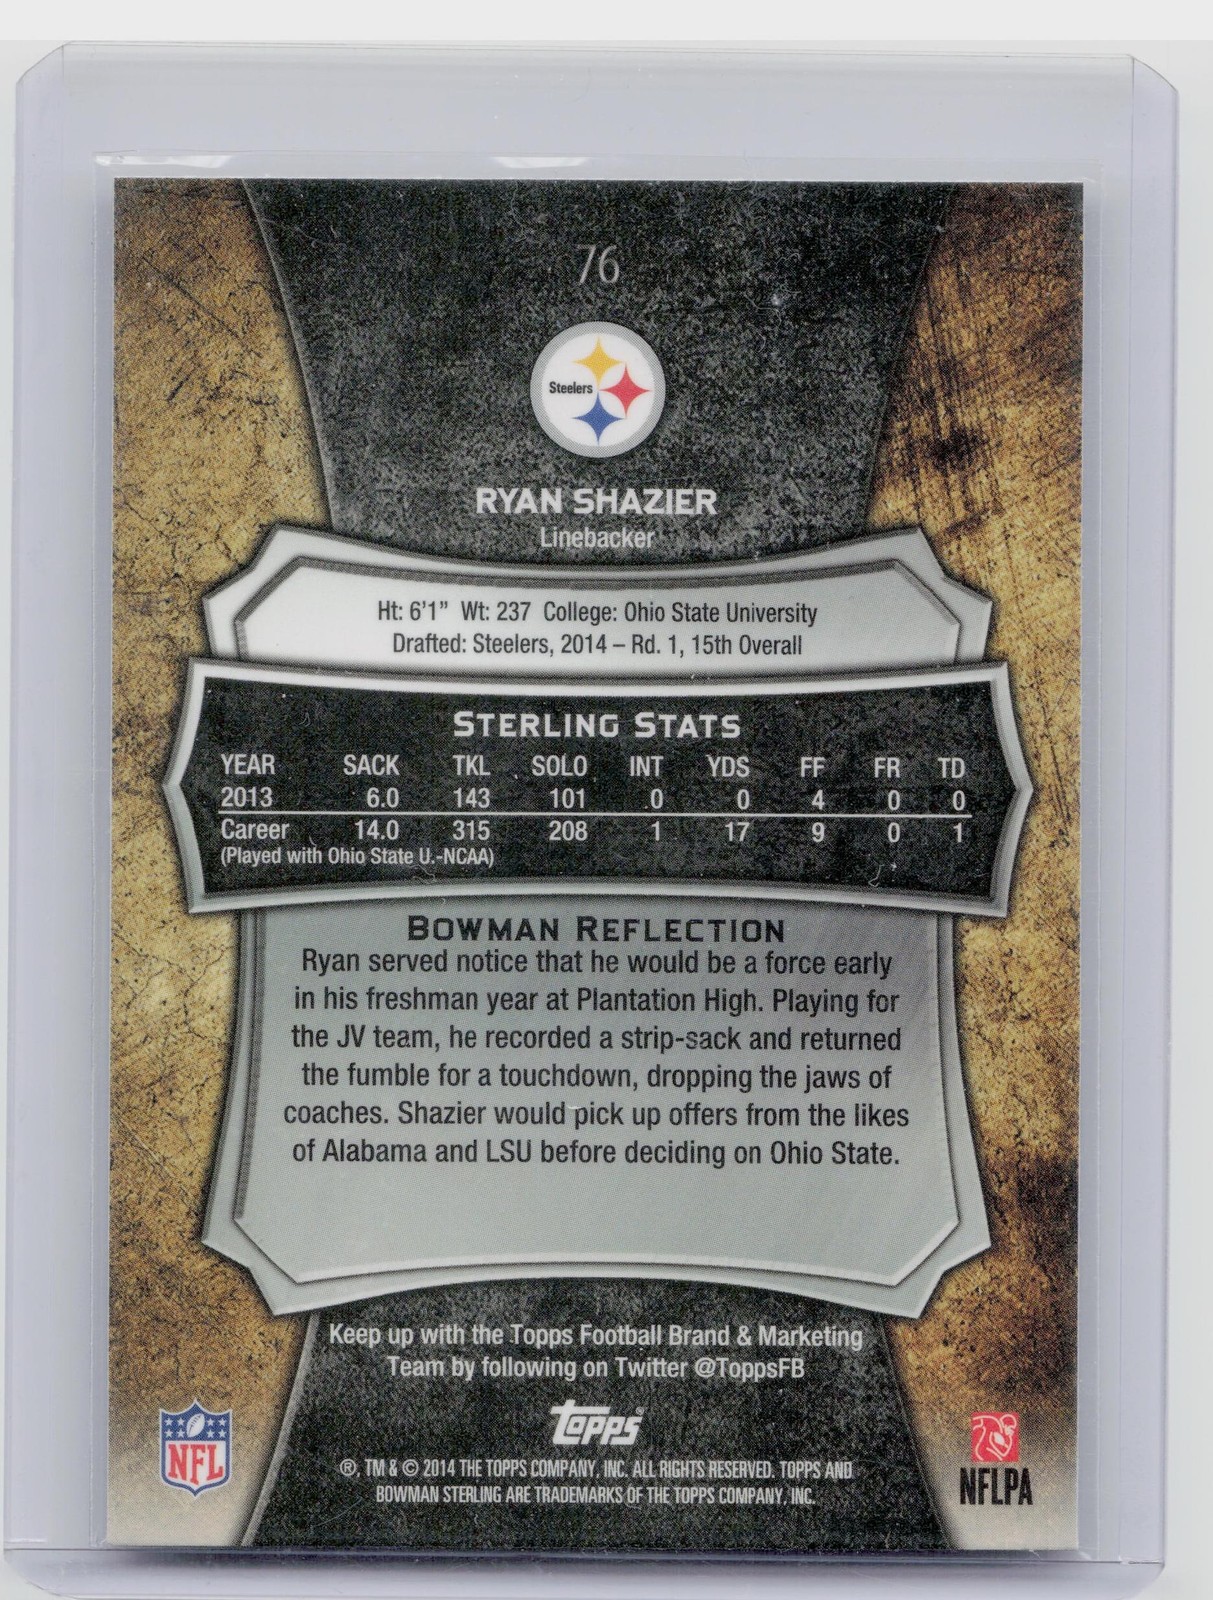 76
Steelers
RYAN SHAZIER
Linebacker
Ht: 6'1" Wt: 237 College: Ohio State University
Drafted: Steelers, 2014 – Rd. 1, 15th Overall
STERLING STATS
YEAR SACK TKL SOLO INT YDS FF FR TD
2013 6.0 143 101 0 0 4 0 0
Career 14.0 315 208 1 17 9 0 1
(Played with Ohio State U.-NCAA)
BOWMAN REFLECTION
Ryan served notice that he would be a force early
in his freshman year at Plantation High. Playing for
the JV team, he recorded a strip-sack and returned
the fumble for a touchdown, dropping the jaws of
coaches. Shazier would pick up offers from the likes
of Alabama and LSU before deciding on Ohio State.
Keep up with the Topps Football Brand & Marketing
Team by following on Twitter @ToppsFB
Topps®
NFL
®, TM & © 2014 THE TOPPS COMPANY, INC. ALL RIGHTS RESERVED. TOPPS AND
BOWMAN STERLING ARE TRADEMARKS OF THE TOPPS COMPANY, INC.
NFLPA